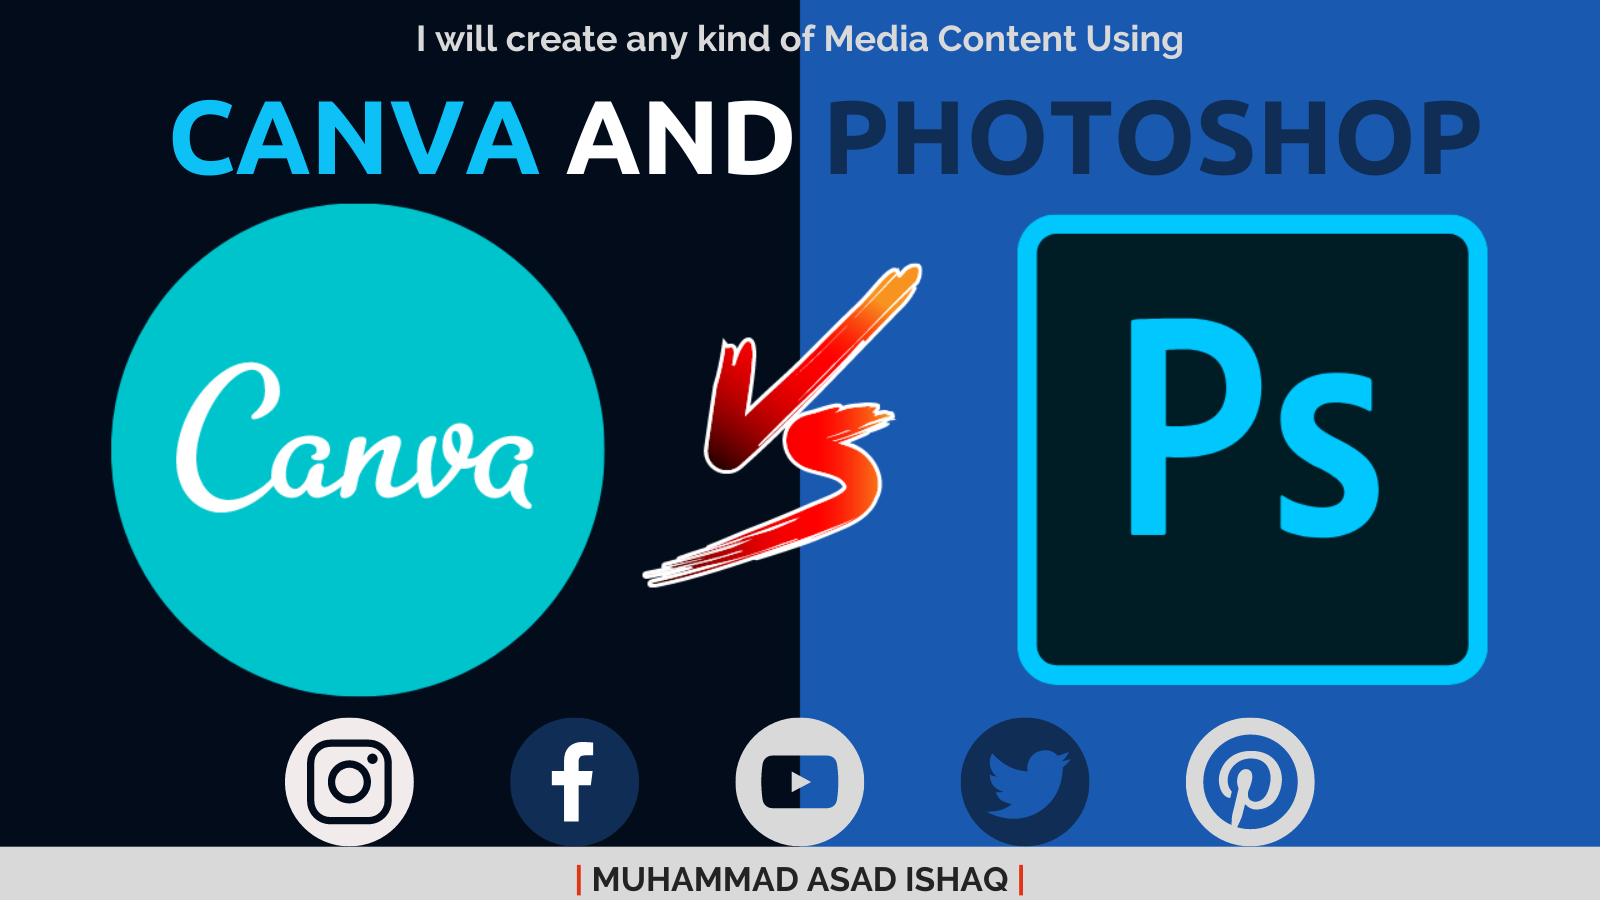 I will create any kind of Media Content Using
CANVA AND PHOTOSHOP
Canva
VS
Ps
| MUHAMMAD ASAD ISHAQ |